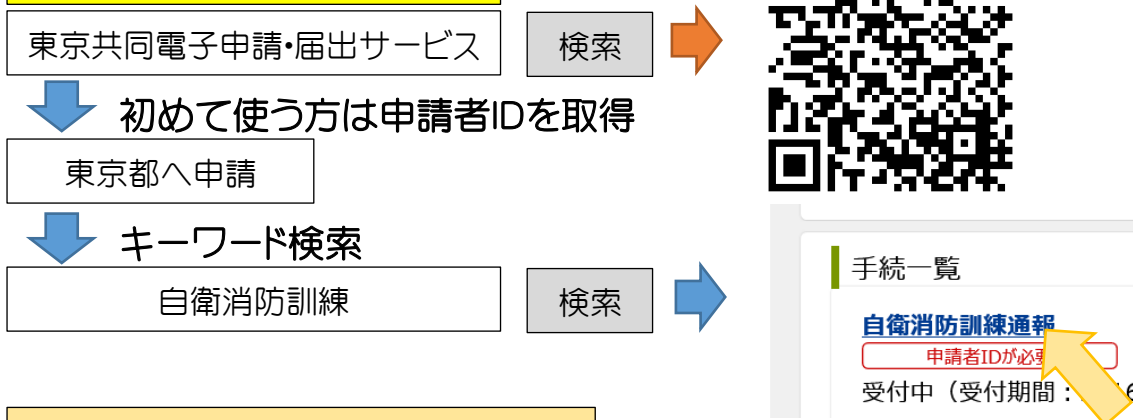 東京共同電子申請・届出サービス
検索
初めて使う方は申請者IDを取得
東京都へ申請
キーワード検索
自衛消防訓練
検索
手続一覧
自衛消防訓練通報
申請者IDが必
受付中（受付期間：